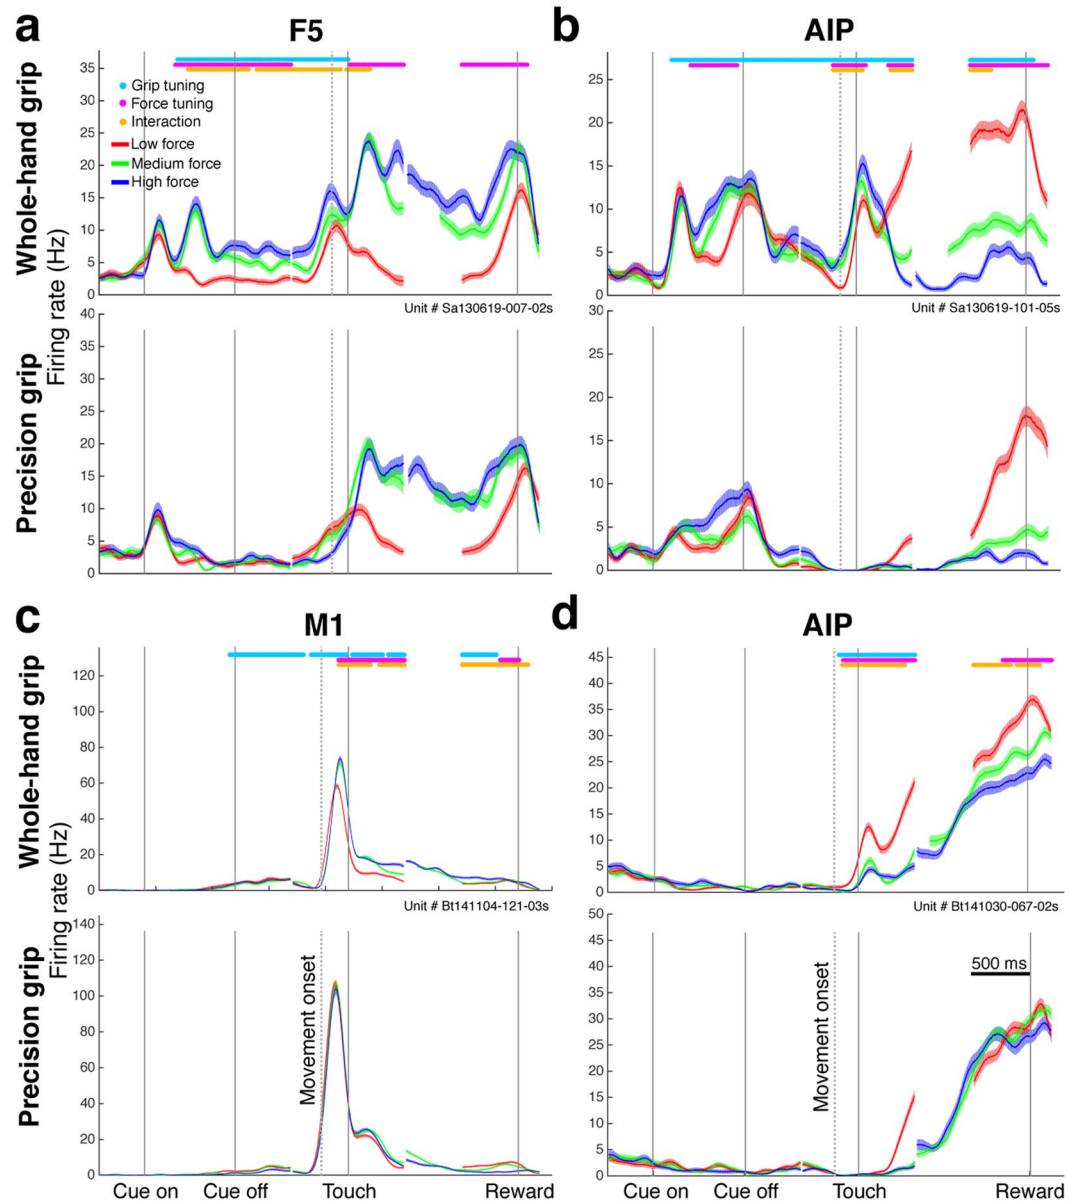 a
F5
b
AIP
Whole-hand grip
Firing rate (Hz)
35
30
25
20
15
10
5
0
Grip tuning
Force tuning
Interaction
Low force
Medium force
High force
25
20
15
10
5
0
Unit # Sa130619-007-02s
Unit # Sa130619-101-05s
Precision grip
40
35
30
25
20
15
10
5
0
30
25
20
15
10
5
0
c
M1
d
AIP
Whole-hand grip
Firing rate (Hz)
120
100
80
60
40
20
0
45
40
35
30
25
20
15
10
5
0
Unit # Bt141104-121-03s
Unit # Bt141030-067-02s
Precision grip
140
120
100
80
60
40
20
0
Movement onset
50
45
40
35
30
25
20
15
10
5
0
Movement onset
500 ms
Cue on Cue off Touch Reward
Cue on Cue off Touch Reward